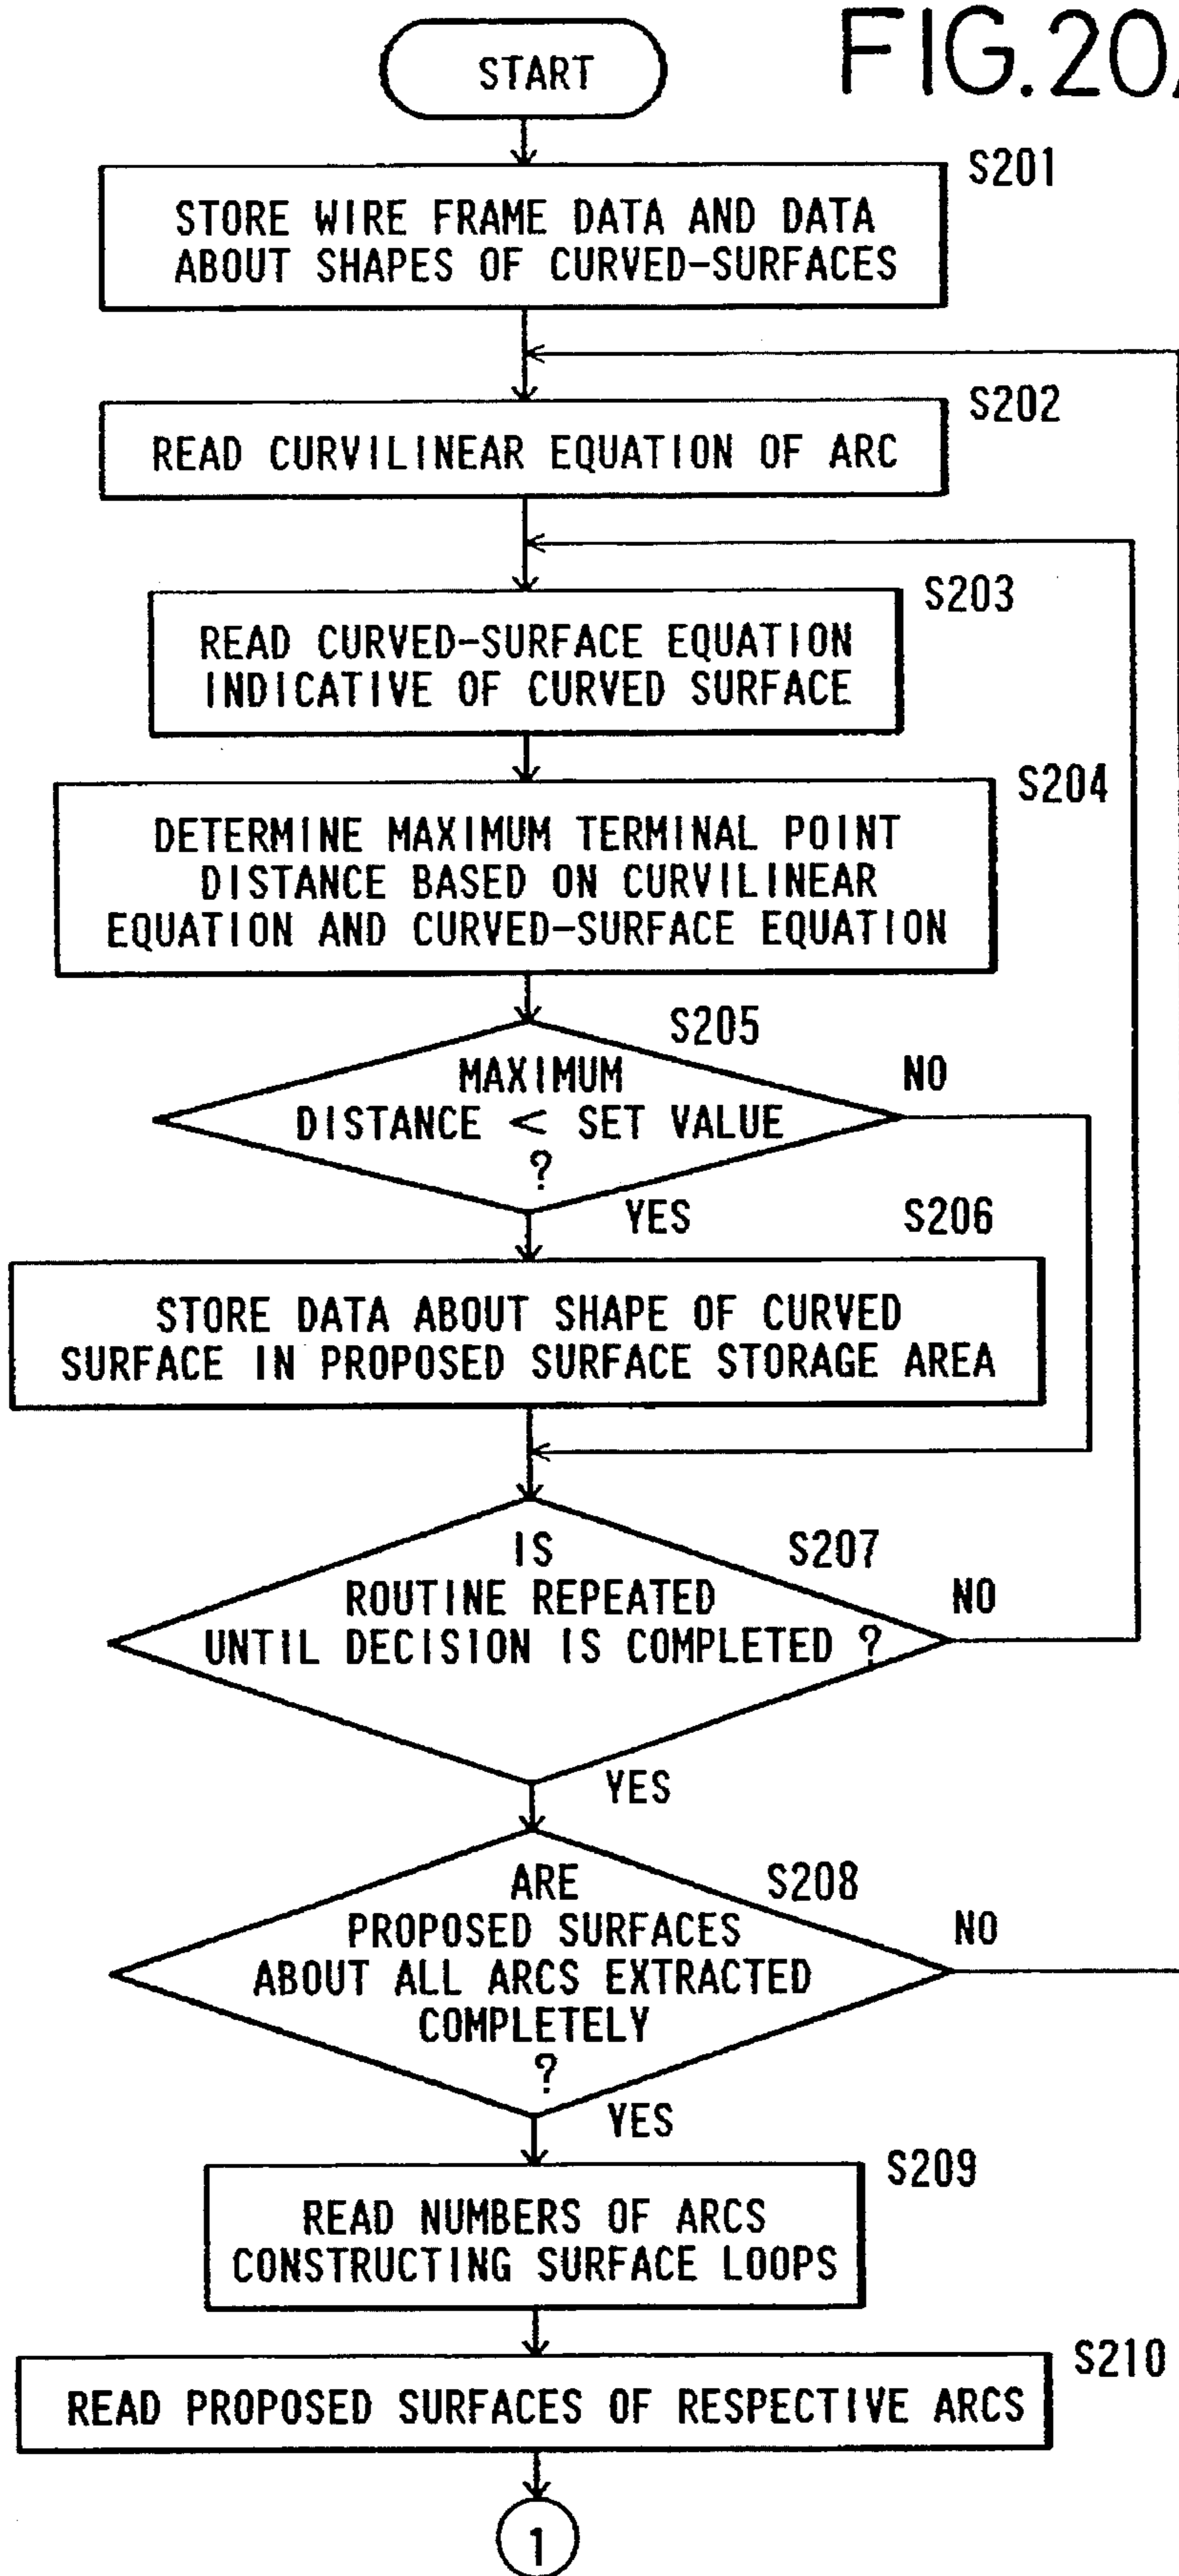 FIG.20A
START
S201
STORE WIRE FRAME DATA AND DATA
ABOUT SHAPES OF CURVED-SURFACES
S202
READ CURVILINEAR EQUATION OF ARC
S203
READ CURVED-SURFACE EQUATION
INDICATIVE OF CURVED SURFACE
S204
DETERMINE MAXIMUM TERMINAL POINT
DISTANCE BASED ON CURVILINEAR
EQUATION AND CURVED-SURFACE EQUATION
S205
MAXIMUM
DISTANCE < SET VALUE
?
NO
YES
S206
STORE DATA ABOUT SHAPE OF CURVED
SURFACE IN PROPOSED SURFACE STORAGE AREA
S207
IS
ROUTINE REPEATED
UNTIL DECISION IS COMPLETED ?
NO
YES
S208
ARE
PROPOSED SURFACES
ABOUT ALL ARCS EXTRACTED
COMPLETELY
?
NO
YES
S209
READ NUMBERS OF ARCS
CONSTRUCTING SURFACE LOOPS
S210
READ PROPOSED SURFACES OF RESPECTIVE ARCS
1